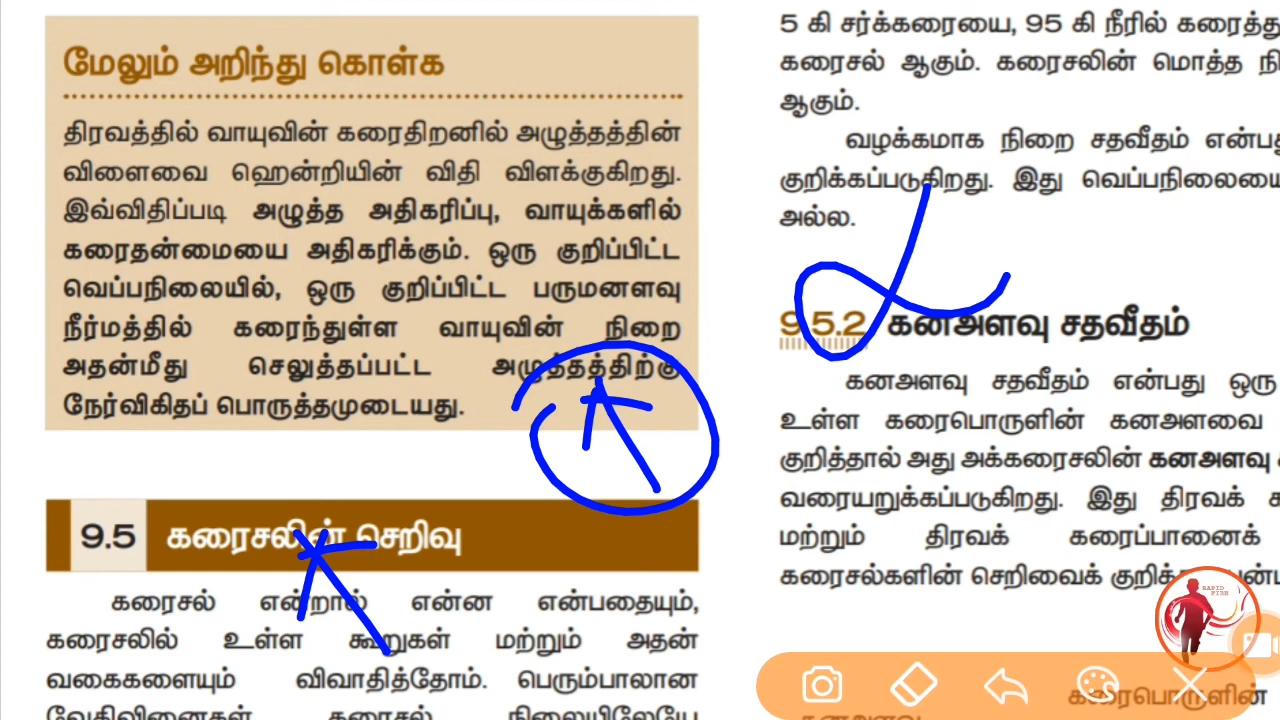 மேலும் அறிந்து கொள்க
திரவத்தில் வாயுவின் கரைதிறனில் அழுத்தத்தின்
விளைவை ஹென்றியின் விதி விளக்குகிறது.
இவ்விதிப்படி அழுத்த அதிகரிப்பு, வாயுக்களில்
கரைதன்மையை அதிகரிக்கும். ஒரு குறிப்பிட்ட
வெப்பநிலையில், ஒரு குறிப்பிட்ட பருமனளவு
நீர்மத்தில் கரைந்துள்ள வாயுவின் நிறை
அதன்மீது செலுத்தப்பட்ட அழுத்தத்திற்கு
நேர்விகிதப் பொருத்தமுடையது.
9.5 கரைசலின் செறிவு
கரைசல் என்றால் என்ன என்பதையும்,
கரைசலில் உள்ள கூறுகள் மற்றும் அதன்
வகைகளையும் விவாதித்தோம். பெரும்பாலான
வேதிவினைகள் கரைசல் நிலையிலேயே
5 கி சர்க்கரையை, 95 கி நீரில்
கரைசல் ஆகும். கரைசலின் மொத்த
ஆகும்.
வழக்கமாக நிறை சதவீதம்
குறிக்கப்படுகிறது. இது
அல்ல.
9.5.2 கனஅளவு சதவீதம்
கனஅளவு சதவீதம் என்பது ஒரு
உள்ள கரைபொருளின் கனஅளவை
குறித்தால் அது அக்கரைசலின் கனஅளவு
வரையறுக்கப்படுகிறது. இது திரவக்
மற்றும் திரவக் கரைப்பானைக்
கரைசல்களின் செறிவைக்
RAPID
FIRE
கரைபொருளின்